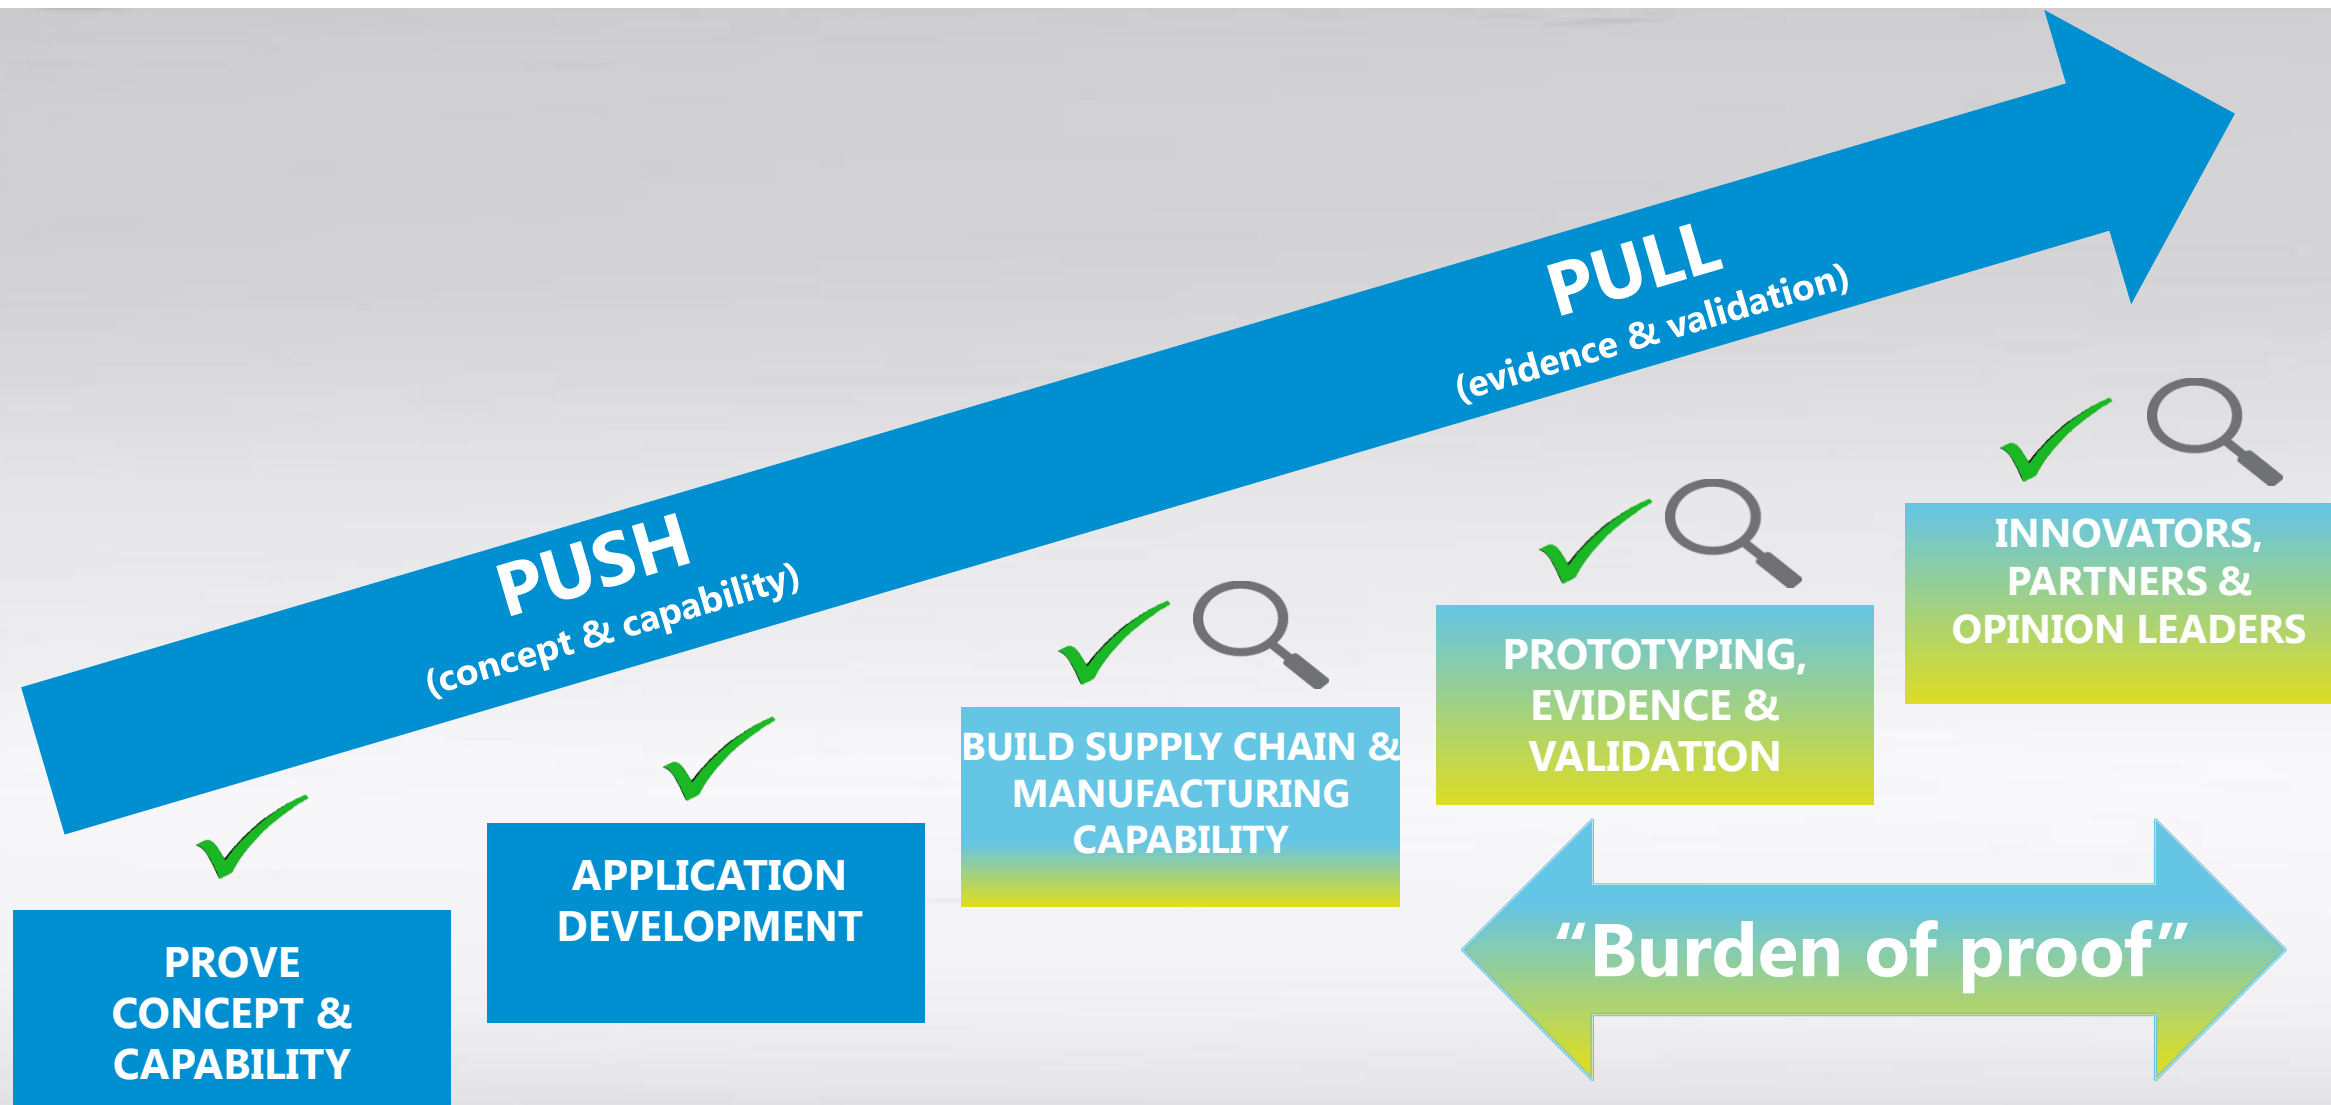 PULL
(evidence & validation)
PUSH
(concept & capability)
INNOVATORS,
PARTNERS &
OPINION LEADERS
PROTOTYPING,
EVIDENCE &
VALIDATION
BUILD SUPPLY CHAIN &
MANUFACTURING
CAPABILITY
APPLICATION
DEVELOPMENT
PROVE
CONCEPT &
CAPABILITY
“Burden of proof”